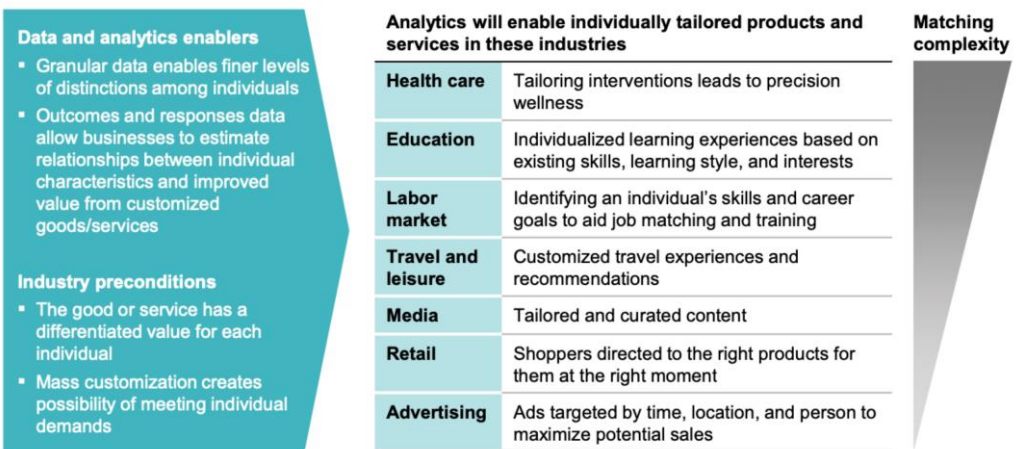 Data and analytics enablers
▪ Granular data enables finer levels
of distinctions among individuals
▪ Outcomes and responses data
allow businesses to estimate
relationships between individual
characteristics and improved
value from customized
goods/services
Industry preconditions
▪ The good or service has a
differentiated value for each
individual
▪ Mass customization creates
possibility of meeting individual
demands
Analytics will enable individually tailored products and
services in these industries
Health care
Tailoring interventions leads to precision
wellness
Education
Individualized learning experiences based on
existing skills, learning style, and interests
Labor
market
Identifying an individual's skills and career
goals to aid job matching and training
Travel and
leisure
Customized travel experiences and
recommendations
Media
Tailored and curated content
Retail
Shoppers directed to the right products for
them at the right moment
Advertising
Ads targeted by time, location, and person to
maximize potential sales
Matching
complexity